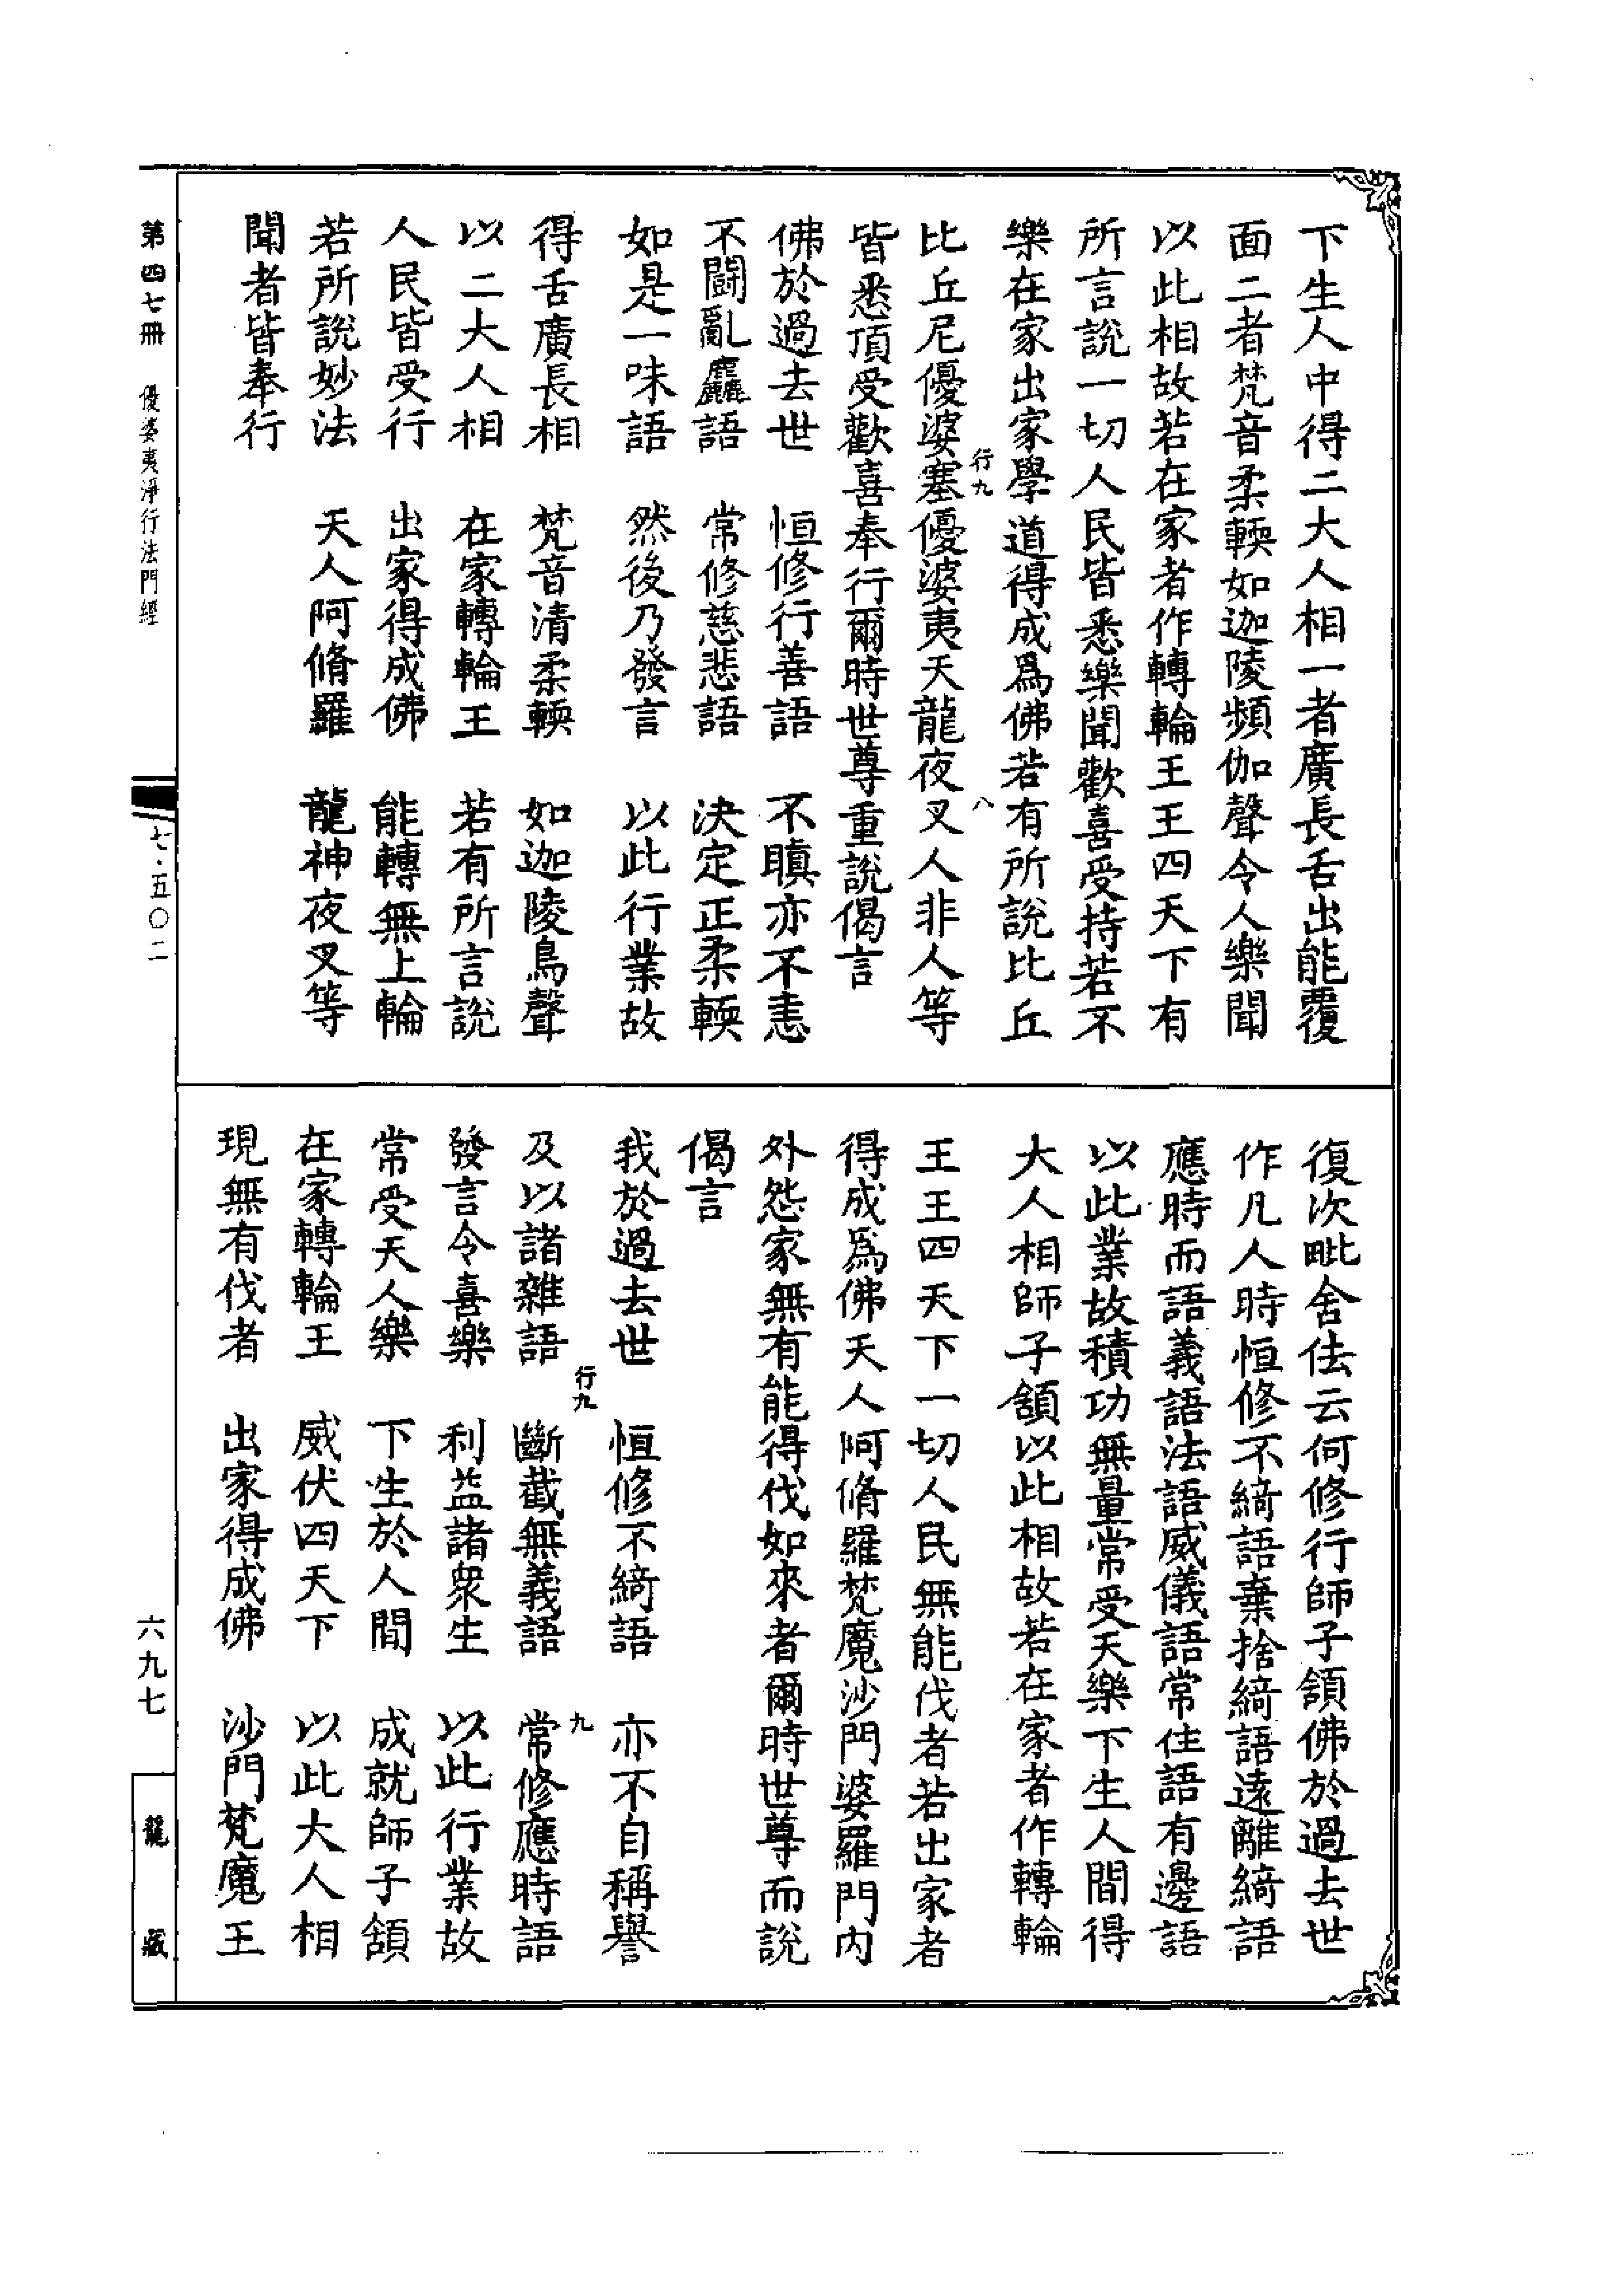 下生人中得二大人相一者廣長舌出能覆
面二者梵音柔輭如迦陵頻伽聲令人樂聞
以此相故若在家者作轉輪王王四天下有
所言說一切人民皆悉樂聞歡喜受持若不
樂在家出家學道得成爲佛若有所說比丘
行九 八
比丘尼優婆塞優婆夷天龍夜叉人非人等
皆悉頂受歡喜奉行爾時世尊重說偈言
佛於過去世 恒修行善語 不瞋亦不恚
不鬭亂麤語 常修慈悲語 決定正柔輭
如是一味語 然後乃發言 以此行業故
得舌廣長相 梵音清柔輭 如迦陵鳥聲
以二大人相 在家轉輪王 若有所言說
人民皆受行 出家得成佛 能轉無上輪
若所說妙法 天人阿脩羅 龍神夜叉等
聞者皆奉行
復次毗舍佉云何修行師子頷佛於過去世
作凡人時恒修不綺語棄捨綺語遠離綺語
應時而語義語法語威儀語常住語有邊語
以此業故積功無量常受天樂下生人間得
大人相師子頷以此相故若在家者作轉輪
王王四天下一切人民無能伐者若出家者
得成爲佛天人阿脩羅梵魔沙門婆羅門內
外怨家無有能得伐如來者爾時世尊而說
偈言
我於過去世 恒修不綺語 亦不自稱譽
行九 九
及以諸雜語 斷截無義語 常修應時語
發言令喜樂 利益諸衆生 以此行業故
常受天人樂 下生於人間 成就師子頷
在家轉輪王 威伏四天下 以此大人相
現無有伐者 出家得成佛 沙門梵魔王
第四七冊 優婆夷淨行法門經
七·五〇二
六九七
龍藏